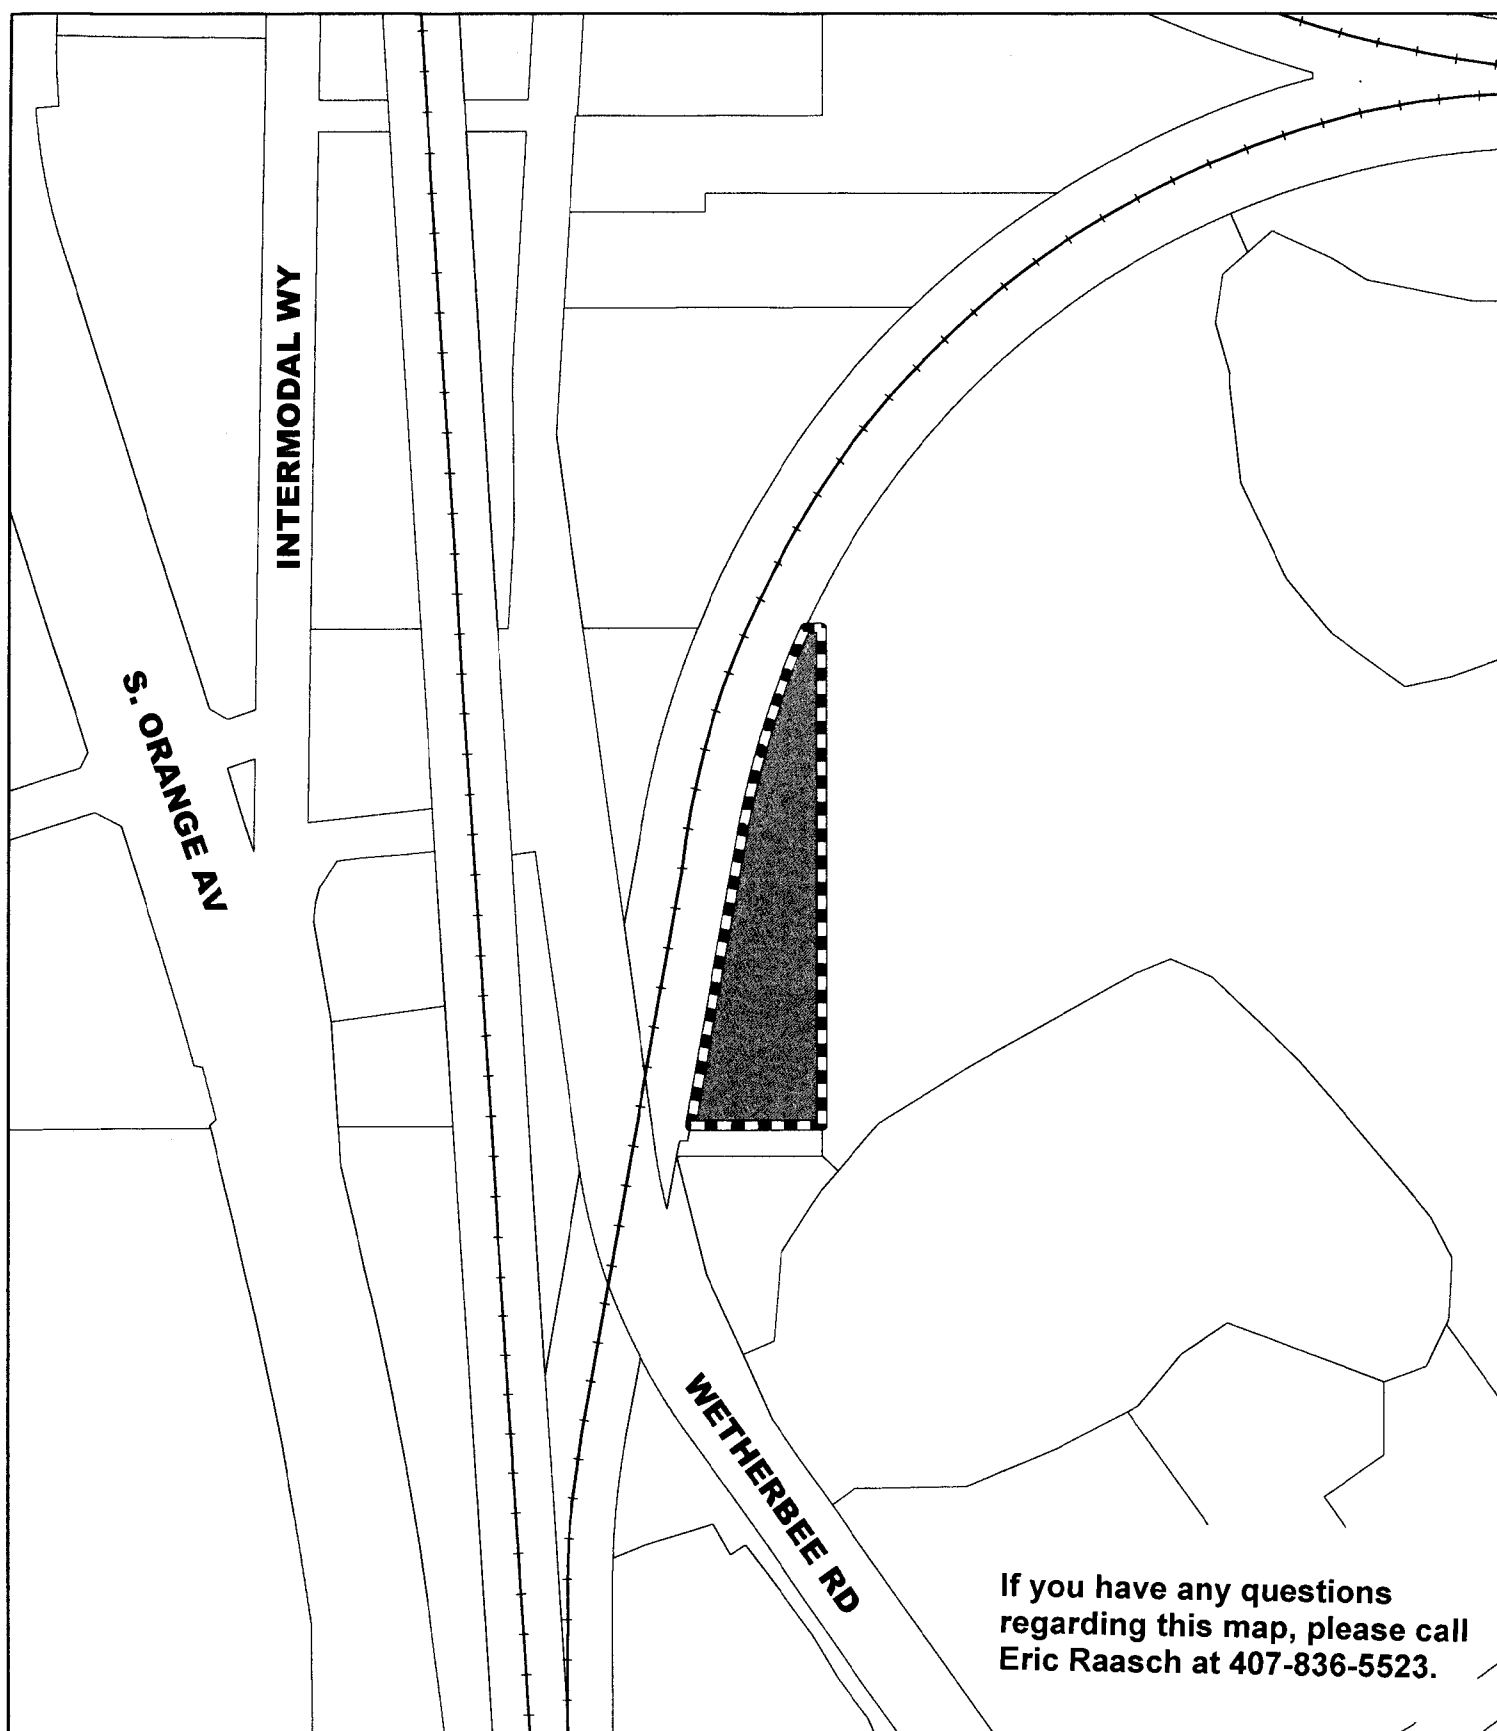 INTERMODAL WY
S. ORANGE AV
WETHERBEE RD
If you have any questions
regarding this map, please call
Eric Raasch at 407-836-5523.